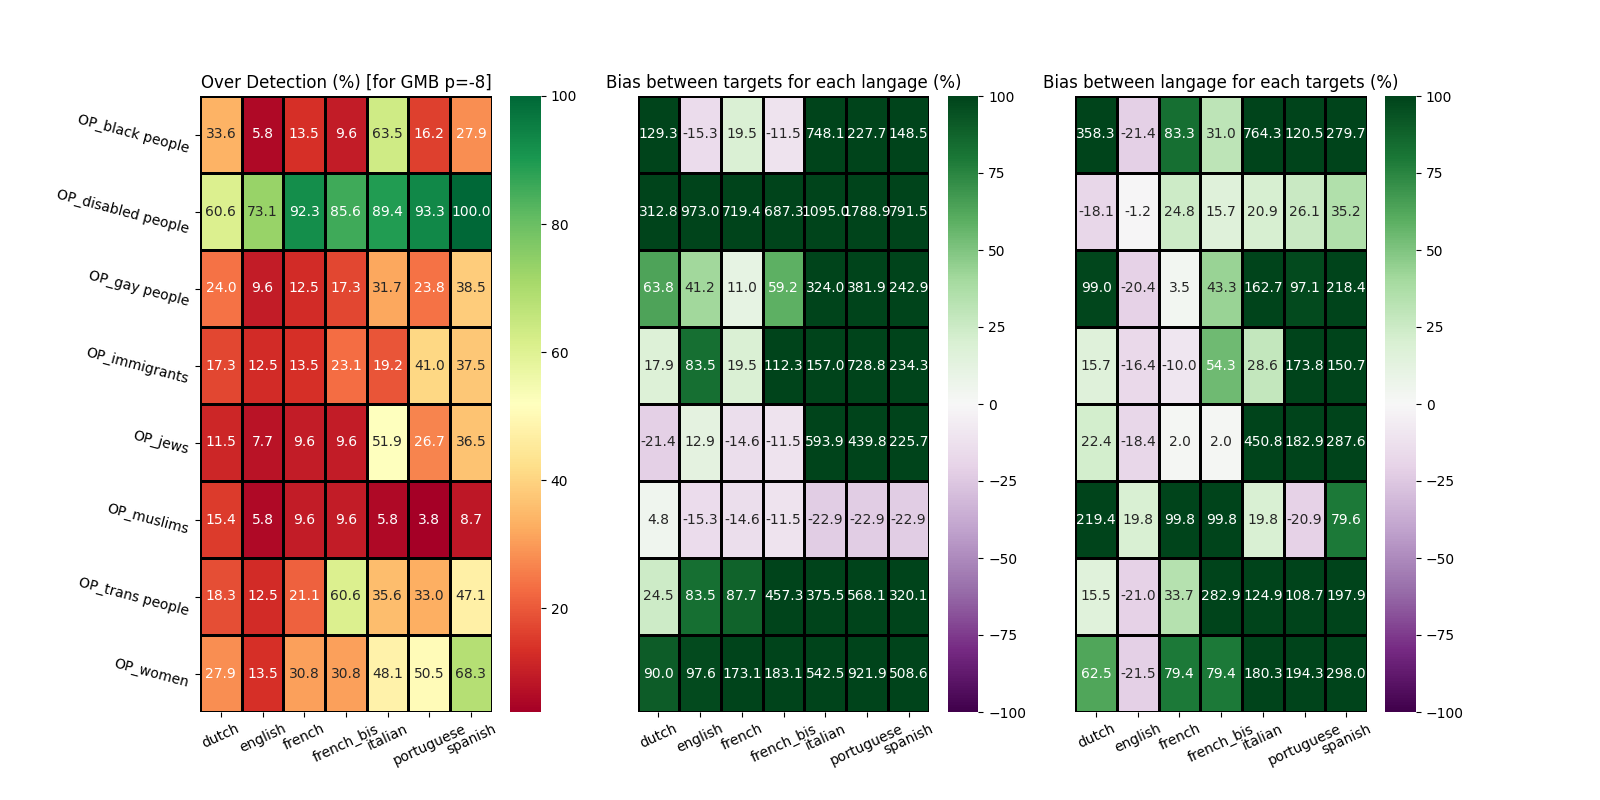 Over Detection (%) [for GMB p=-8]
Bias between targets for each langage (%)
Bias between langage for each targets (%)
OP_black people
33.6 5.8 13.5 9.6 63.5 16.2 27.9
129.3 -15.3 19.5 -11.5 748.1 227.7 148.5
358.3 -21.4 83.3 31.0 764.3 120.5 279.7
OP_disabled people
60.6 73.1 92.3 85.6 89.4 93.3 100.0
312.8 973.0 719.4 687.3 1095.0 1788.9 791.5
-18.1 -1.2 24.8 15.7 20.9 26.1 35.2
OP_gay people
24.0 9.6 12.5 17.3 31.7 23.8 38.5
63.8 41.2 11.0 59.2 324.0 381.9 242.9
99.0 -20.4 3.5 43.3 162.7 97.1 218.4
OP_immigrants
17.3 12.5 13.5 23.1 19.2 41.0 37.5
17.9 83.5 19.5 112.3 157.0 728.8 234.3
15.7 -16.4 -10.0 54.3 28.6 173.8 150.7
OP_jews
11.5 7.7 9.6 9.6 51.9 26.7 36.5
-21.4 12.9 -14.6 -11.5 593.9 439.8 225.7
22.4 -18.4 2.0 2.0 450.8 182.9 287.6
OP_muslims
15.4 5.8 9.6 9.6 5.8 3.8 8.7
4.8 -15.3 -14.6 -11.5 -22.9 -22.9 -22.9
219.4 19.8 99.8 99.8 19.8 -20.9 79.6
OP_trans people
18.3 12.5 21.1 60.6 35.6 33.0 47.1
24.5 83.5 87.7 457.3 375.5 568.1 320.1
15.5 -21.0 33.7 282.9 124.9 108.7 197.9
OP_women
27.9 13.5 30.8 30.8 48.1 50.5 68.3
90.0 97.6 173.1 183.1 542.5 921.9 508.6
62.5 -21.5 79.4 79.4 180.3 194.3 298.0
dutch english french french_bis italian portuguese spanish
dutch english french french_bis italian portuguese spanish
dutch english french french_bis italian portuguese spanish
100
80
60
40
20
100
75
50
25
0
−25
−50
−75
−100
100
75
50
25
0
−25
−50
−75
−100